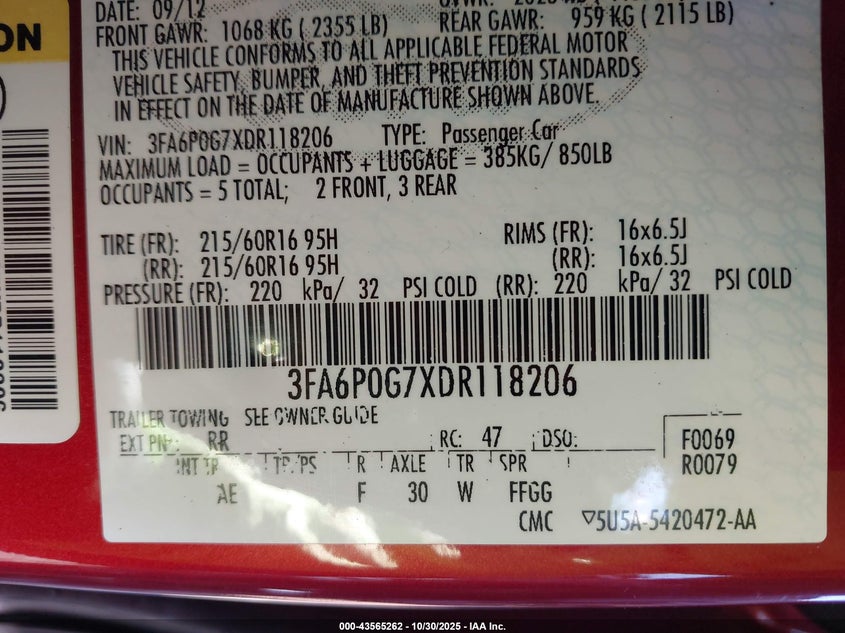 ON
DATE: 09/12
FRONT GAWR: 1068 KG ( 2355 LB) REAR GAWR: 959 KG ( 2115 LB)
THIS VEHICLE CONFORMS TO ALL APPLICABLE FEDERAL MOTOR
VEHICLE SAFETY, BUMPER, AND THEFT PREVENTION STANDARDS
IN EFFECT ON THE DATE OF MANUFACTURE SHOWN ABOVE.
VIN: 3FA6P0G7XDR118206 TYPE: Passenger Car
MAXIMUM LOAD = OCCUPANTS + LUGGAGE = 385KG/ 850LB
OCCUPANTS = 5 TOTAL; 2 FRONT, 3 REAR
TIRE (FR): 215/60R16 95H RIMS (FR): 16x6.5J
(RR): 215/60R16 95H (RR): 16x6.5J
PRESSURE (FR): 220 kPa/ 32 PSI COLD (RR): 220 kPa/ 32 PSI COLD
3FA6P0G7XDR118206
TRAILER TOWING SEE OWNER GUIDE
EXT PNT: RR RC: 47 DSO: F0069
INT TR TP/PS R AXLE TR SPR R0079
AE F 30 W FFGG
CMC ▽5U5A-5420472-AA
000-43565262 - 10/30/2025 - IAA Inc.